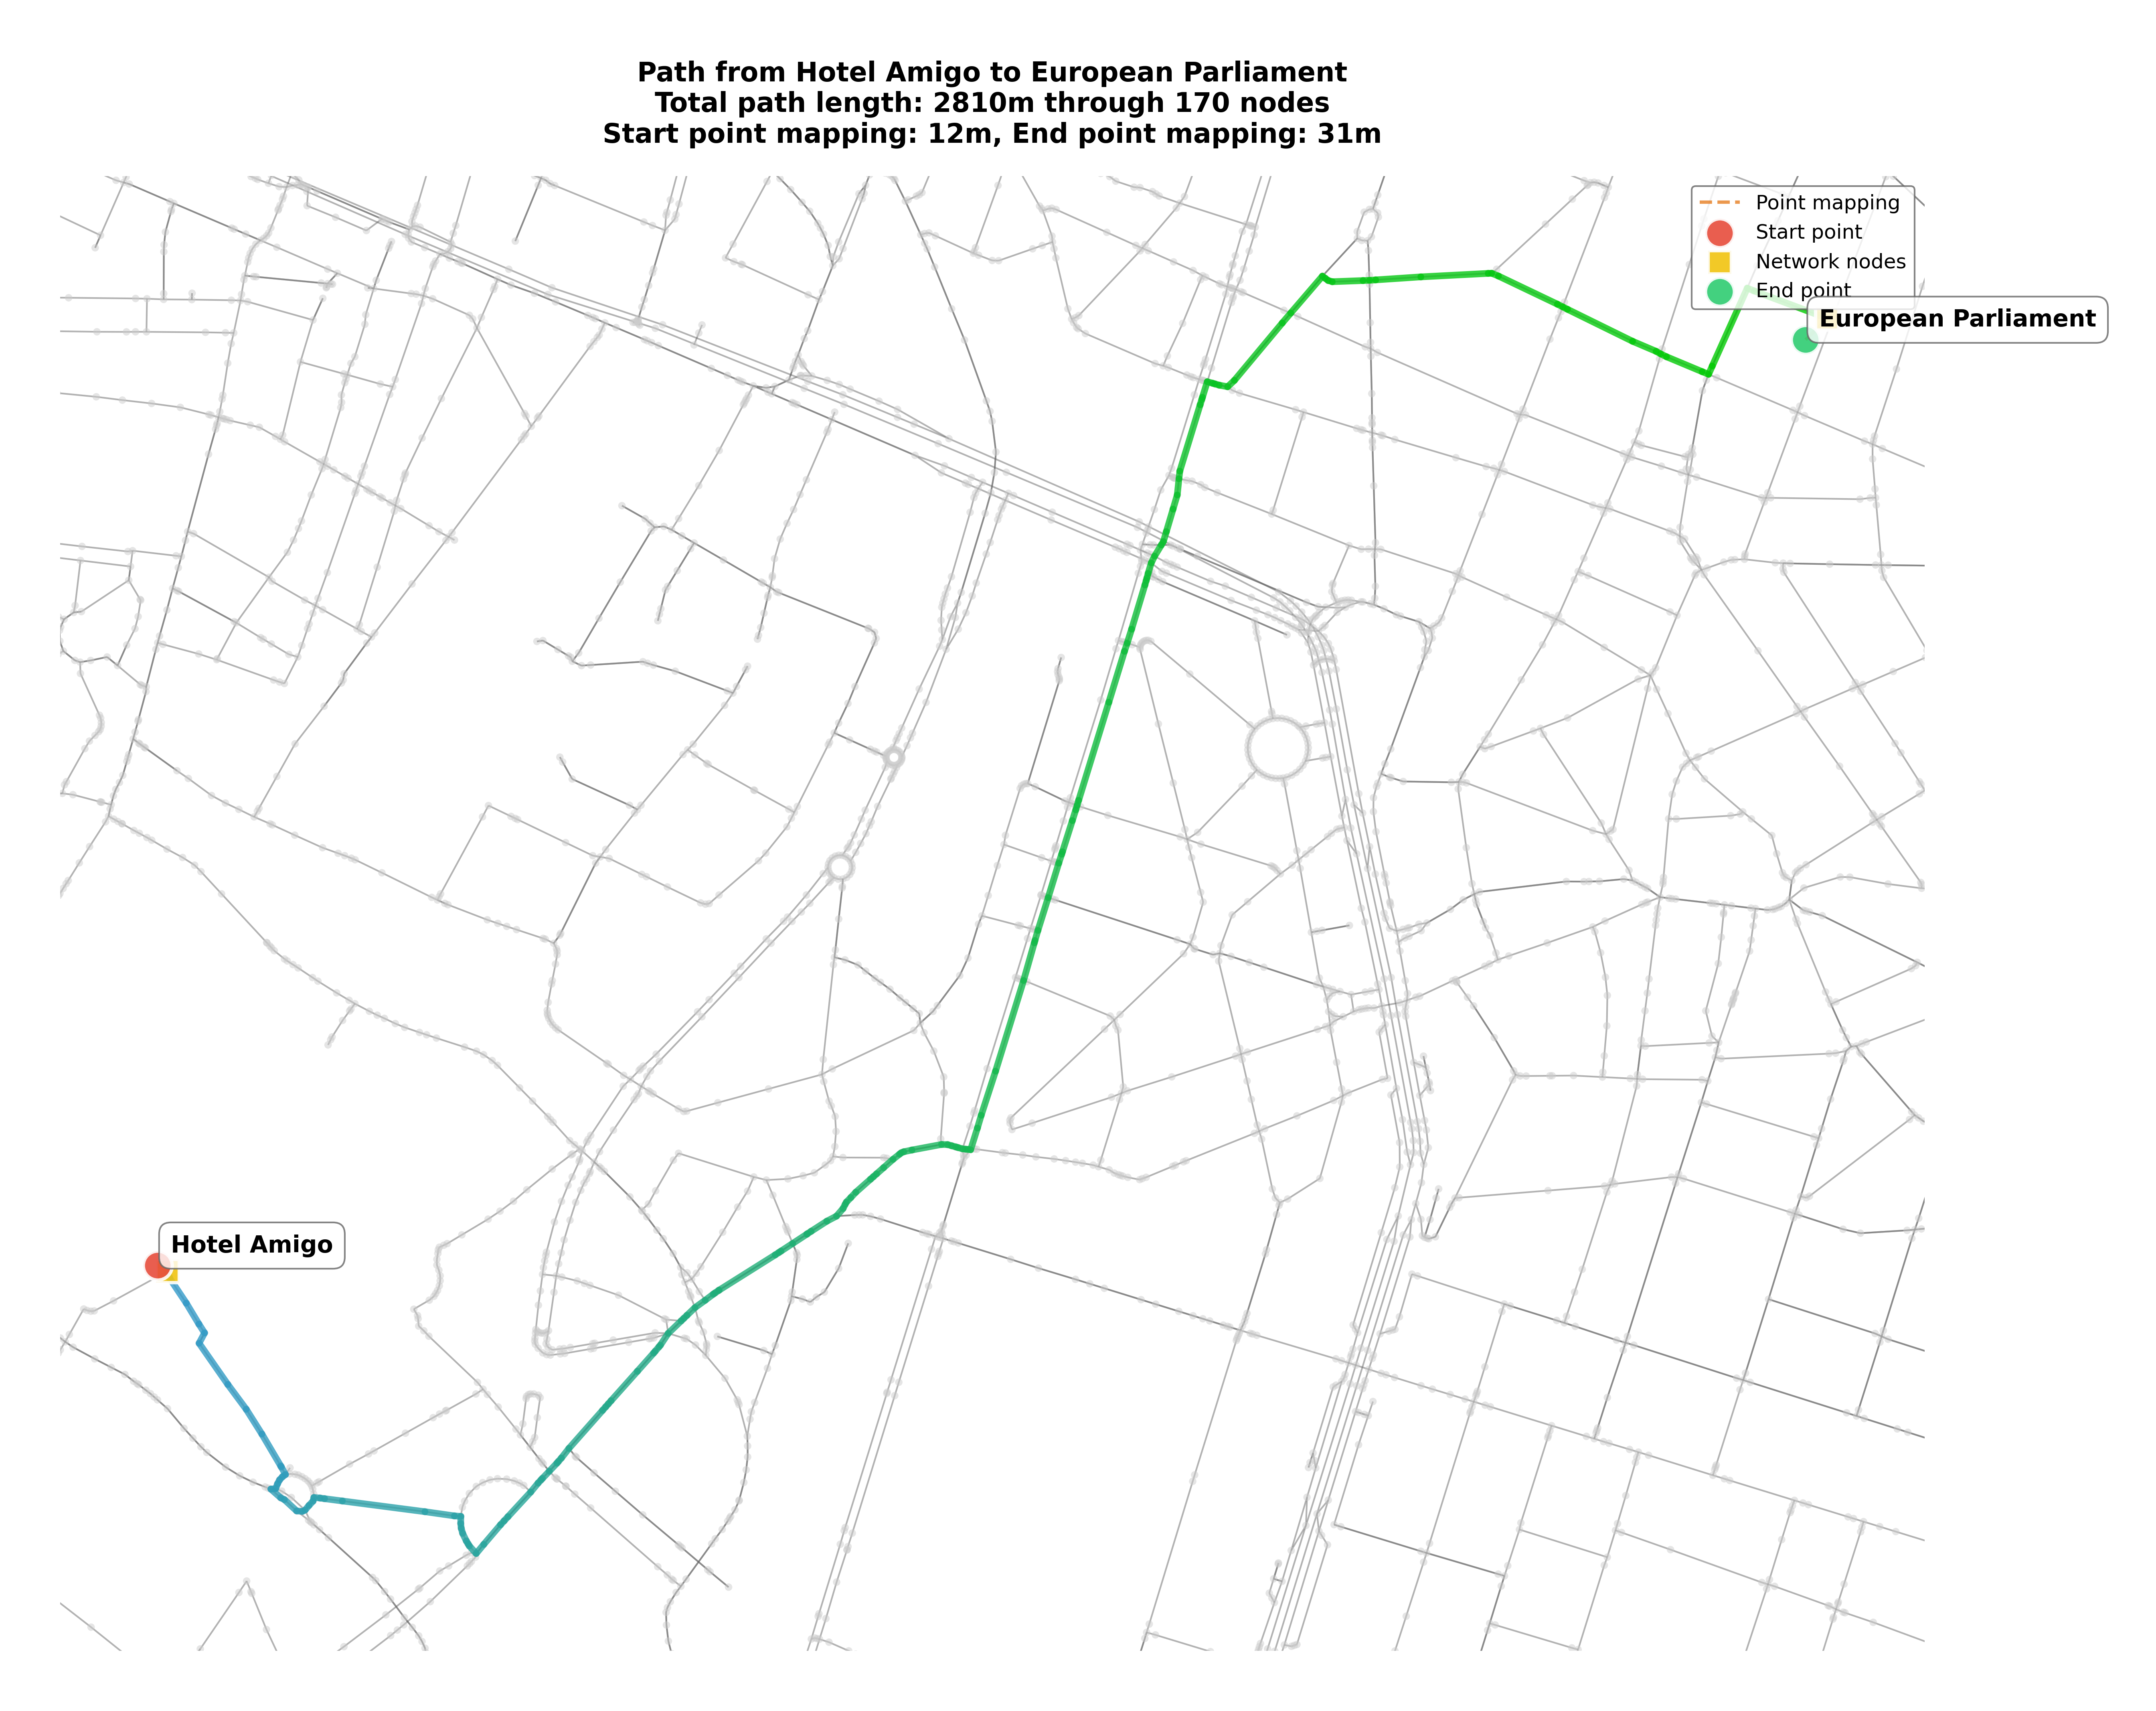 Path from Hotel Amigo to European Parliament
Total path length: 2810m through 170 nodes
Start point mapping: 12m, End point mapping: 31m
Point mapping
Start point
Network nodes
End point
European Parliament
Hotel Amigo